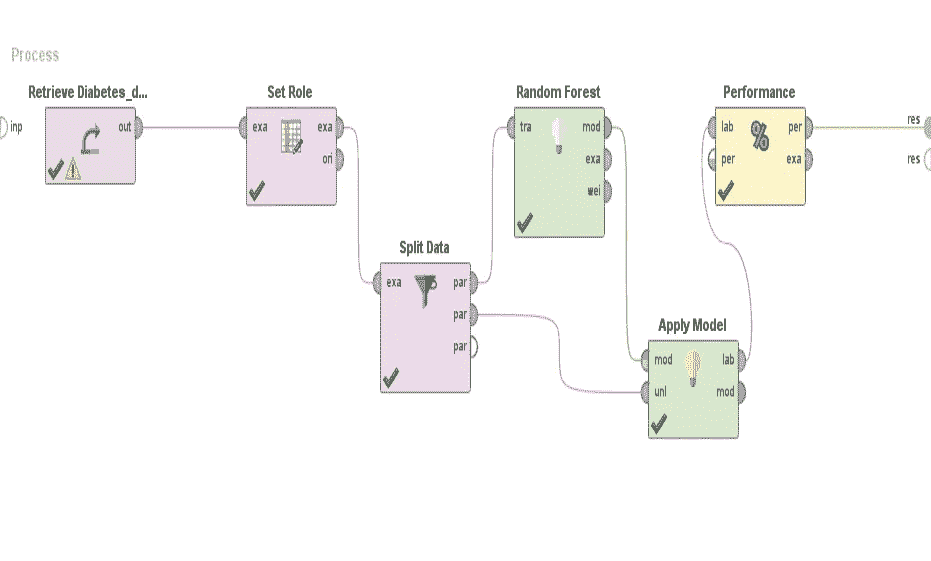 Process
Retrieve Diabetes_d...
inp
out
Set Role
exa
exa
ori
Split Data
exa
par
par
par
Random Forest
tra
mod
exa
wei
Apply Model
mod
lab
unl
mod
Performance
%
lab
per
per
exa
res
res